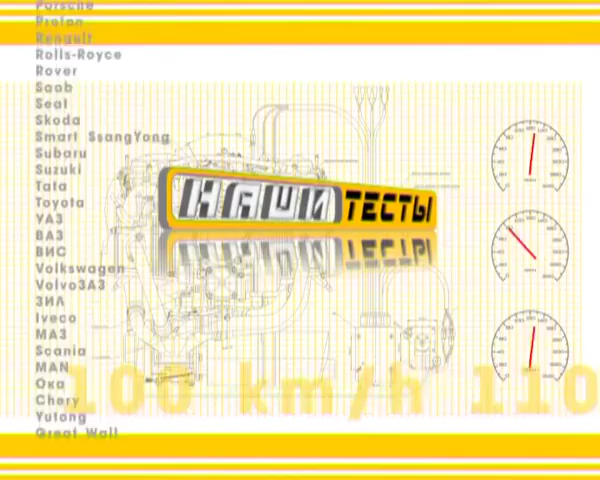 Porsche
Proton
Renault
Rolls-Royce
Rover
Saab
Seat
Skoda
Smart SsangYong
Subaru
Suzuki
Tata
Toyota
УАЗ
ВАЗ
ВИС
Volkswagen
VolvoЗАЗ
ЗИЛ
Iveco
МАЗ
Scania
MAN
Ока
Chery
Yutong
Great Wall
НАШИ ТЕСТЫ
100 km/h 110